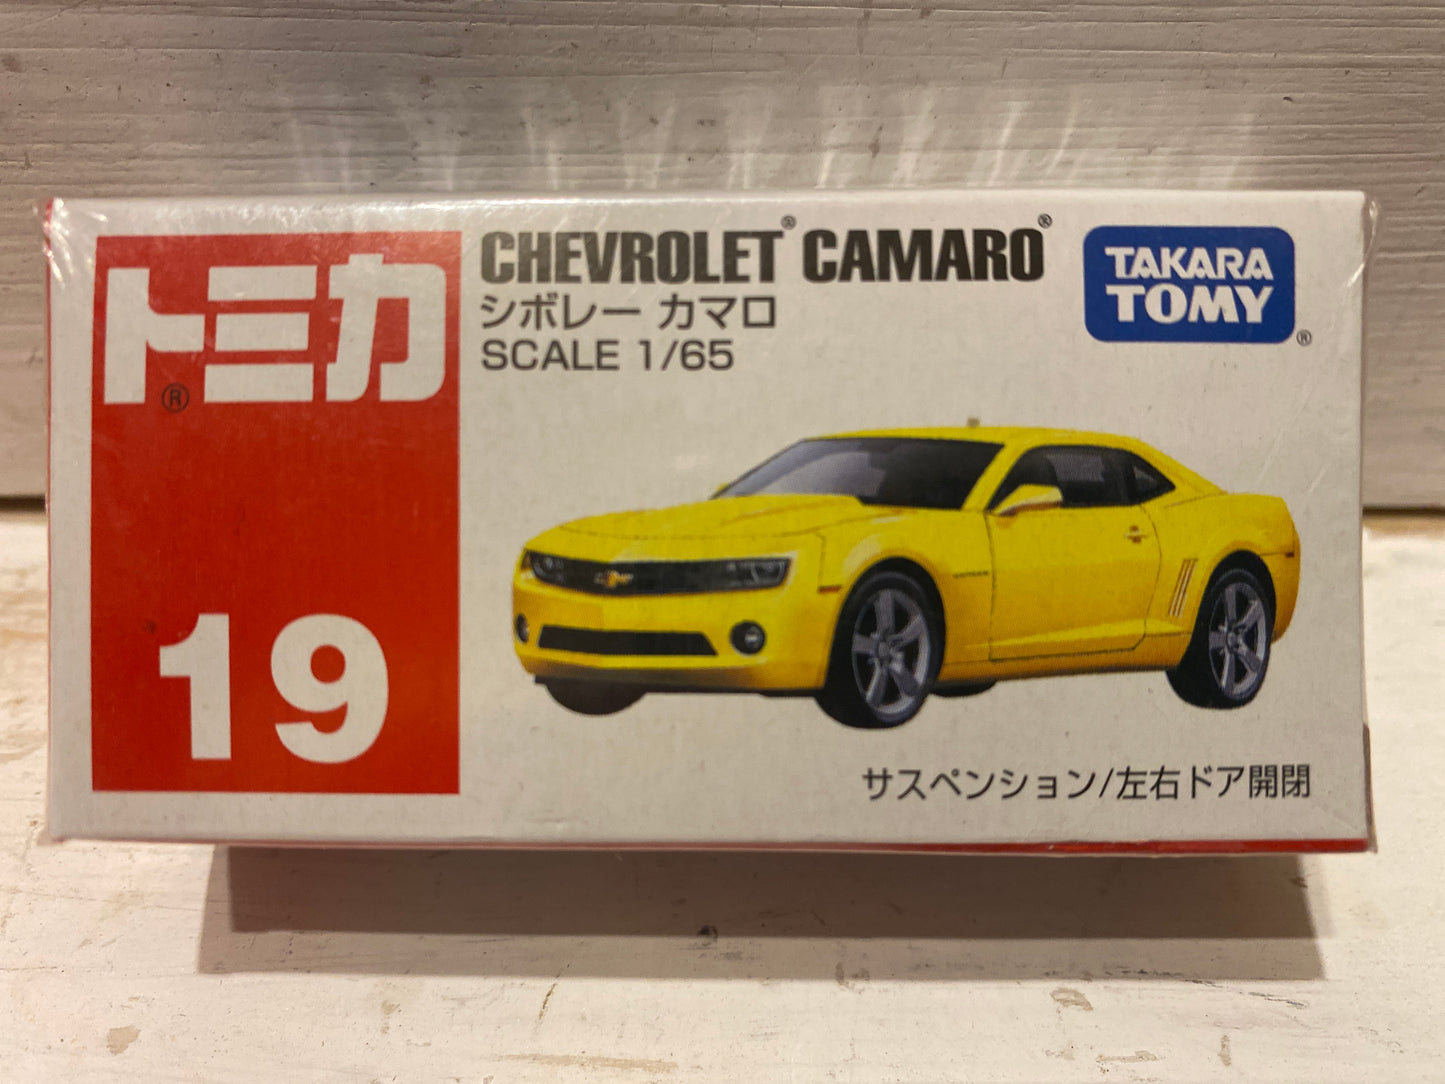 トミカ®
19
CHEVROLET® CAMARO®
シボレー カマロ
SCALE 1/65
TAKARA
TOMY®
サスペンション/左右ドア開閉